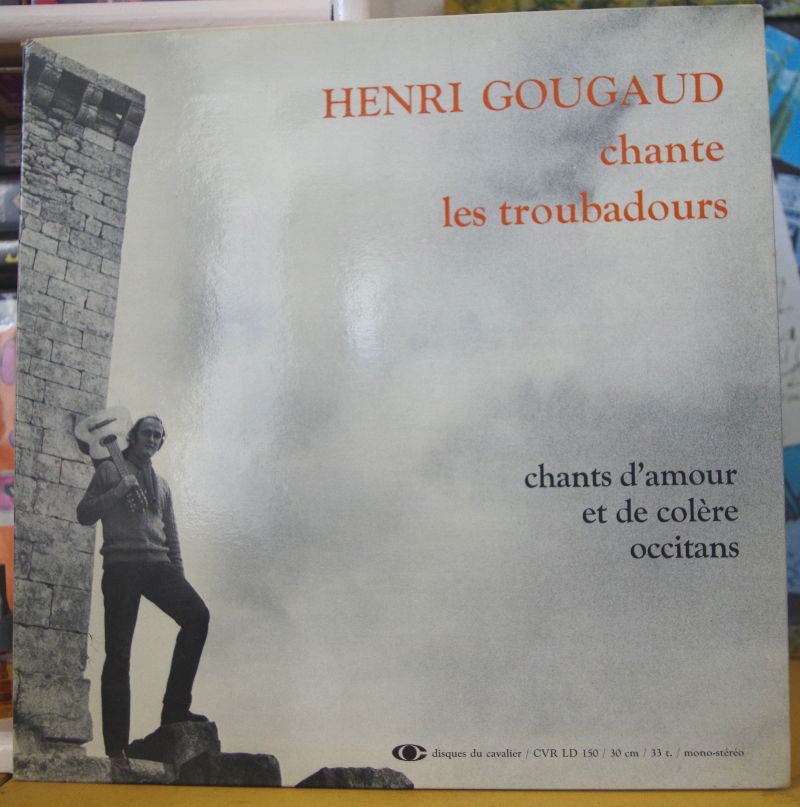 HENRI GOUGAUD
chante
les troubadours
chants d'amour
et de colère
occitans
disques du cavalier / CVR LD 150 / 30 cm / 33 t. / mono-stéréo